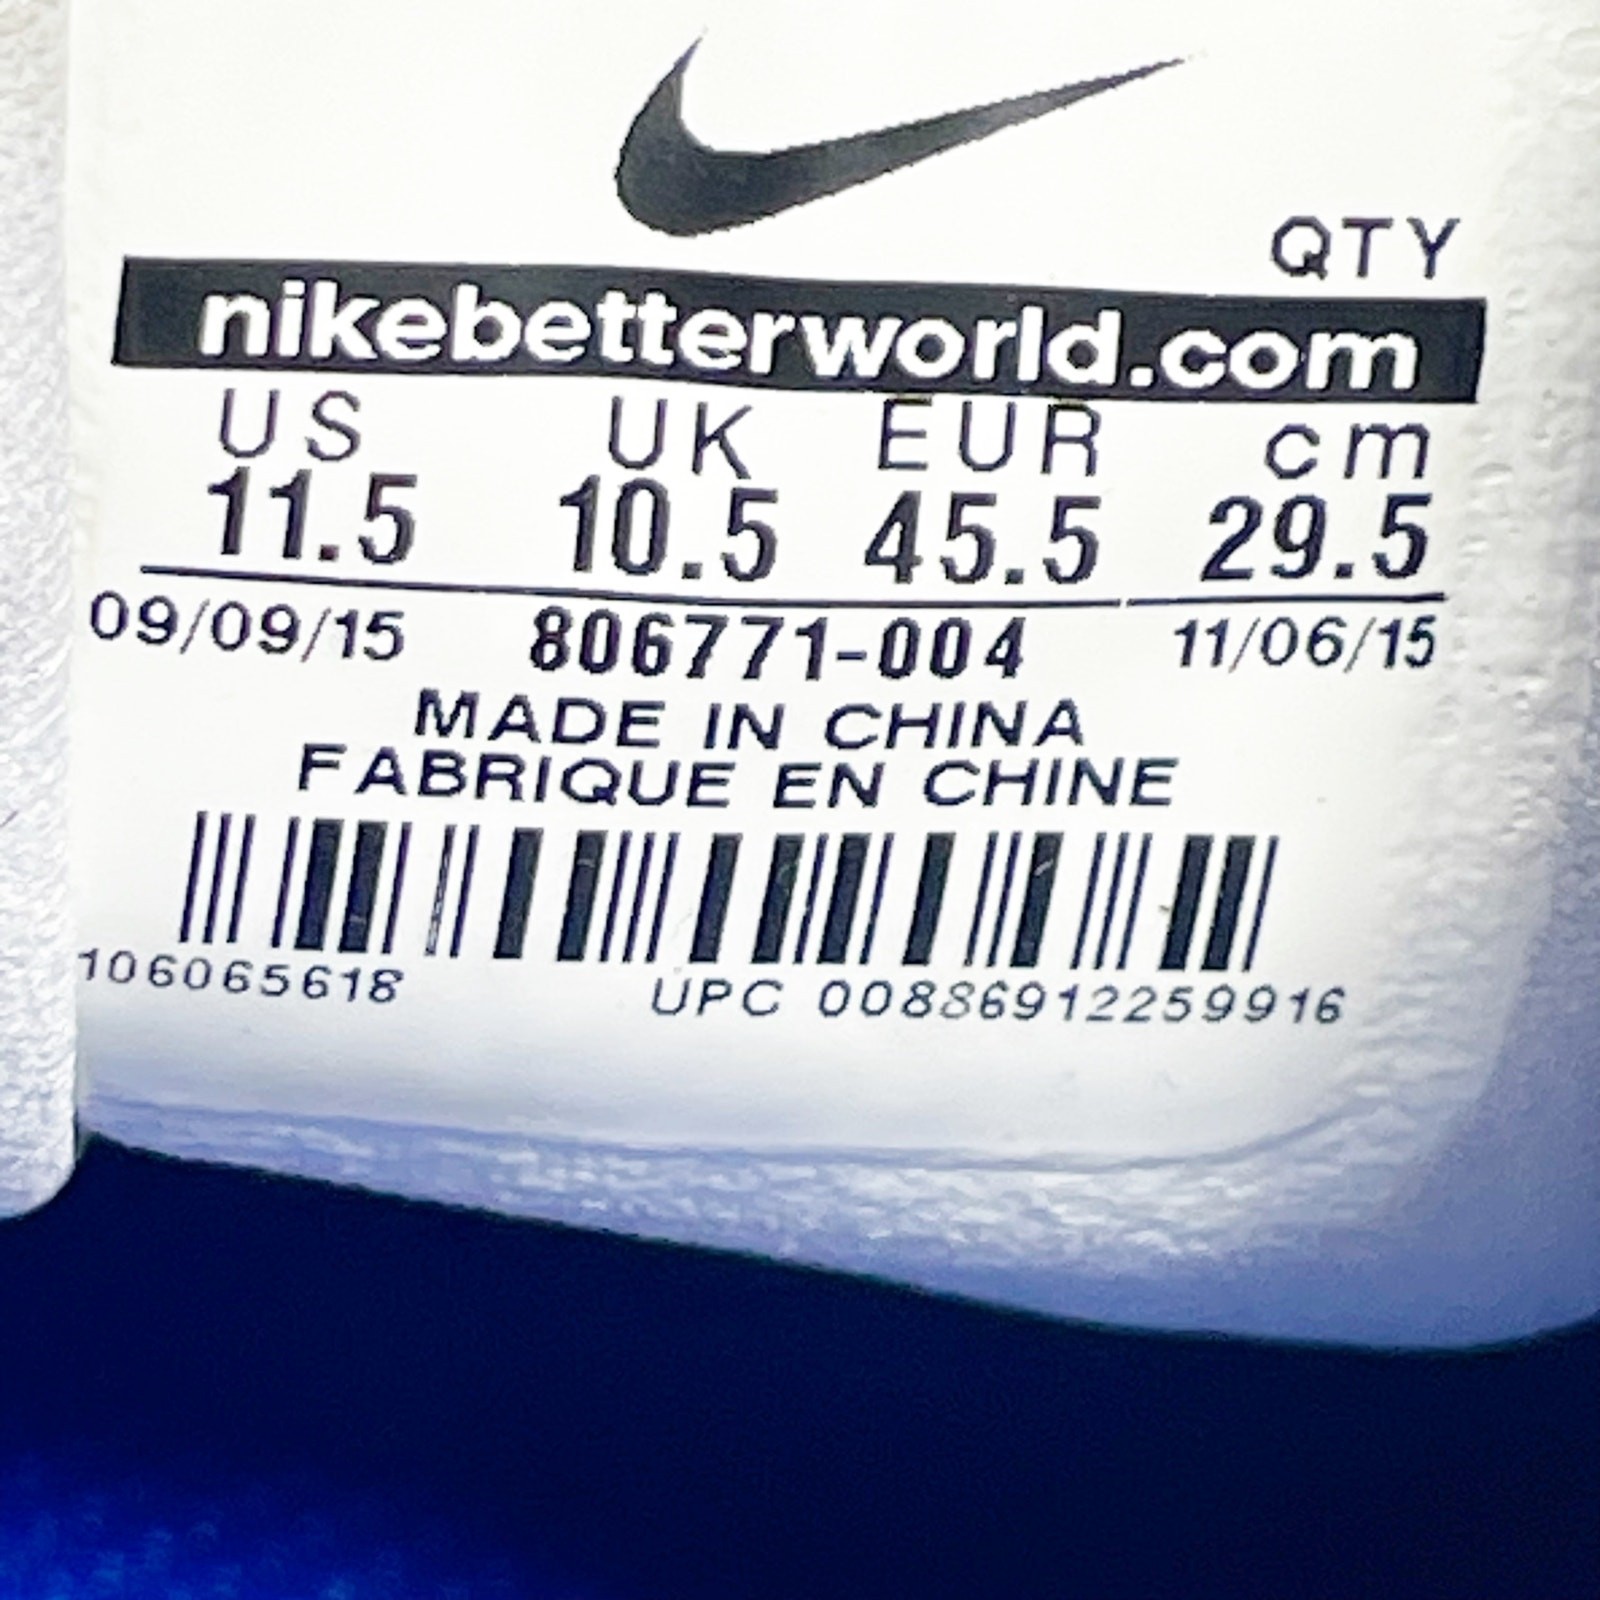 QTY
nikebetterworld.com
US UK EUR cm
11.5 10.5 45.5 29.5
09/09/15 806771-004 11/06/15
MADE IN CHINA
FABRIQUE EN CHINE
106065618 UPC 00886912259916